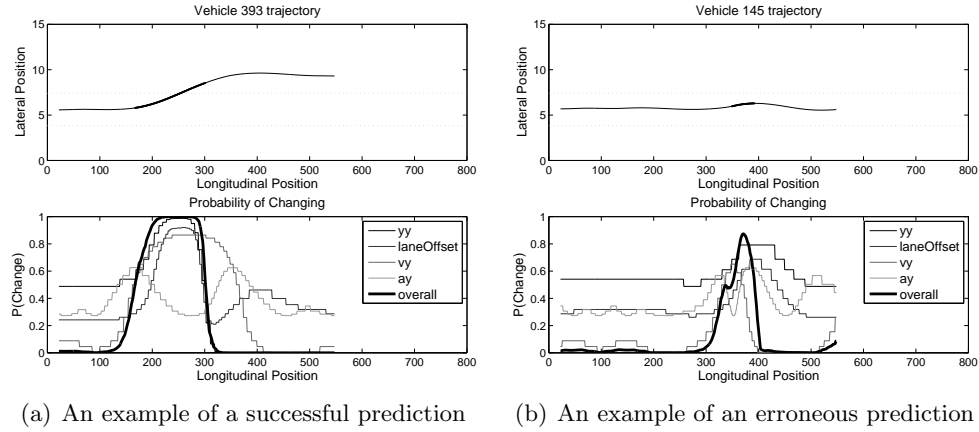 Vehicle 393 trajectory
15
10
5
0
Lateral Position
0 100 200 300 400 500 600 700 800
Longitudinal Position
Probability of Changing
1
0.8
0.6
0.4
0.2
0
P(Change)
yy
laneOffset
vy
ay
overall
0 100 200 300 400 500 600 700 800
Longitudinal Position
(a) An example of a successful prediction
Vehicle 145 trajectory
15
10
5
0
Lateral Position
0 100 200 300 400 500 600 700 800
Longitudinal Position
Probability of Changing
1
0.8
0.6
0.4
0.2
0
P(Change)
yy
laneOffset
vy
ay
overall
0 100 200 300 400 500 600 700 800
Longitudinal Position
(b) An example of an erroneous prediction